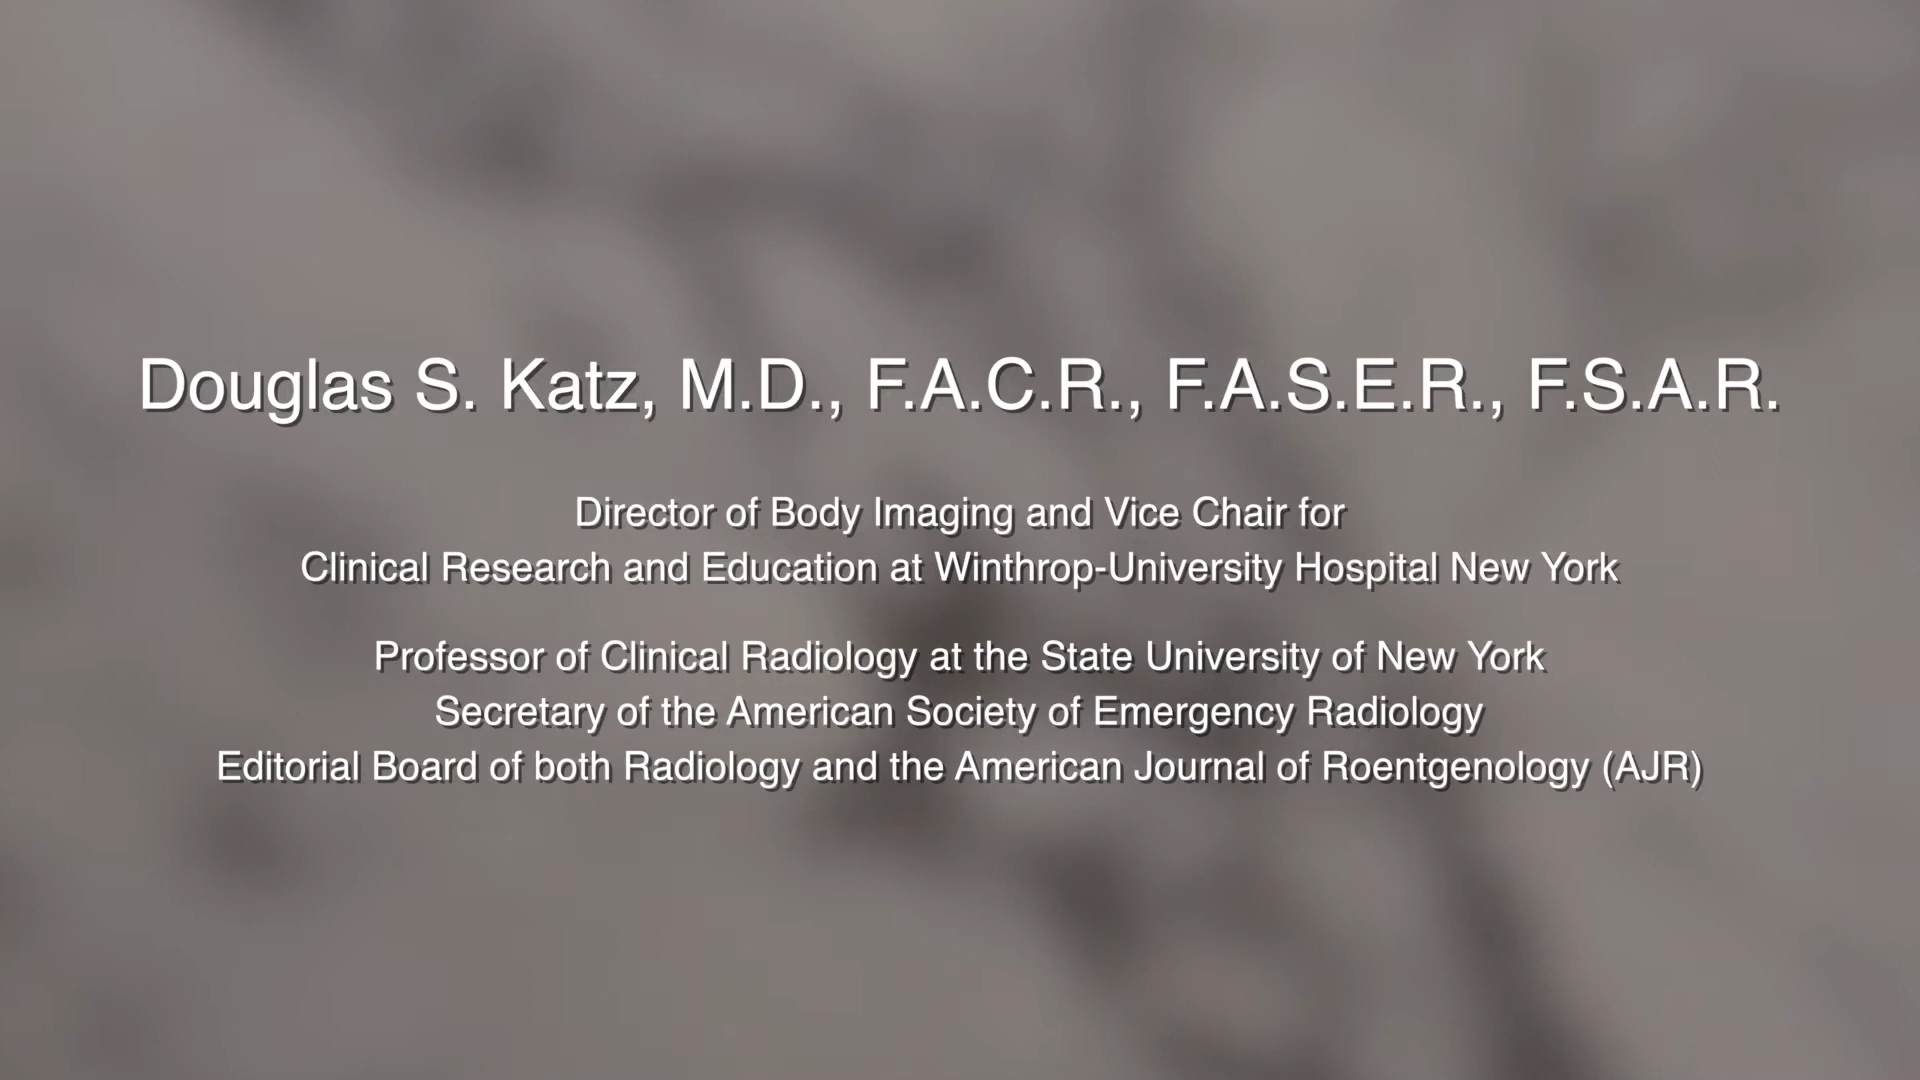 Douglas S. Katz, M.D., F.A.C.R., F.A.S.E.R., F.S.A.R.
Director of Body Imaging and Vice Chair for
Clinical Research and Education at Winthrop-University Hospital New York
Professor of Clinical Radiology at the State University of New York
Secretary of the American Society of Emergency Radiology
Editorial Board of both Radiology and the American Journal of Roentgenology (AJR)